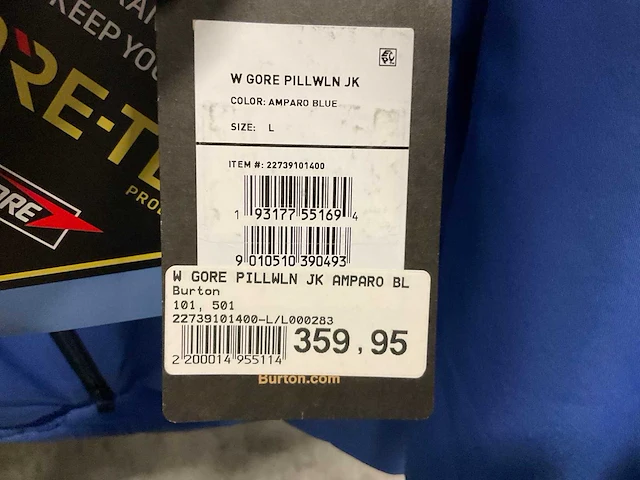 KEEP YOU
RE-T
PRO
ORE
W GORE PILLWLN JK
COLOR: AMPARO BLUE
SIZE: L
ITEM #: 22739101400
1 93177 55169 4
9 010510 390493
W GORE PILLWLN JK AMPARO BL
Burton
101, 501
22739101400-L/L000283
359,95
2 200014 955114
Burton.com